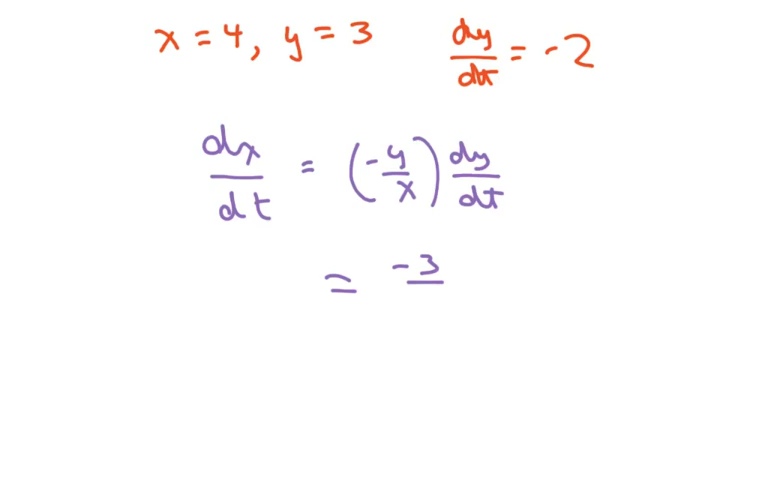 x = 4, y = 3 dy/dt = -2
dx/dt = (-y/x) dy/dt
= -3/